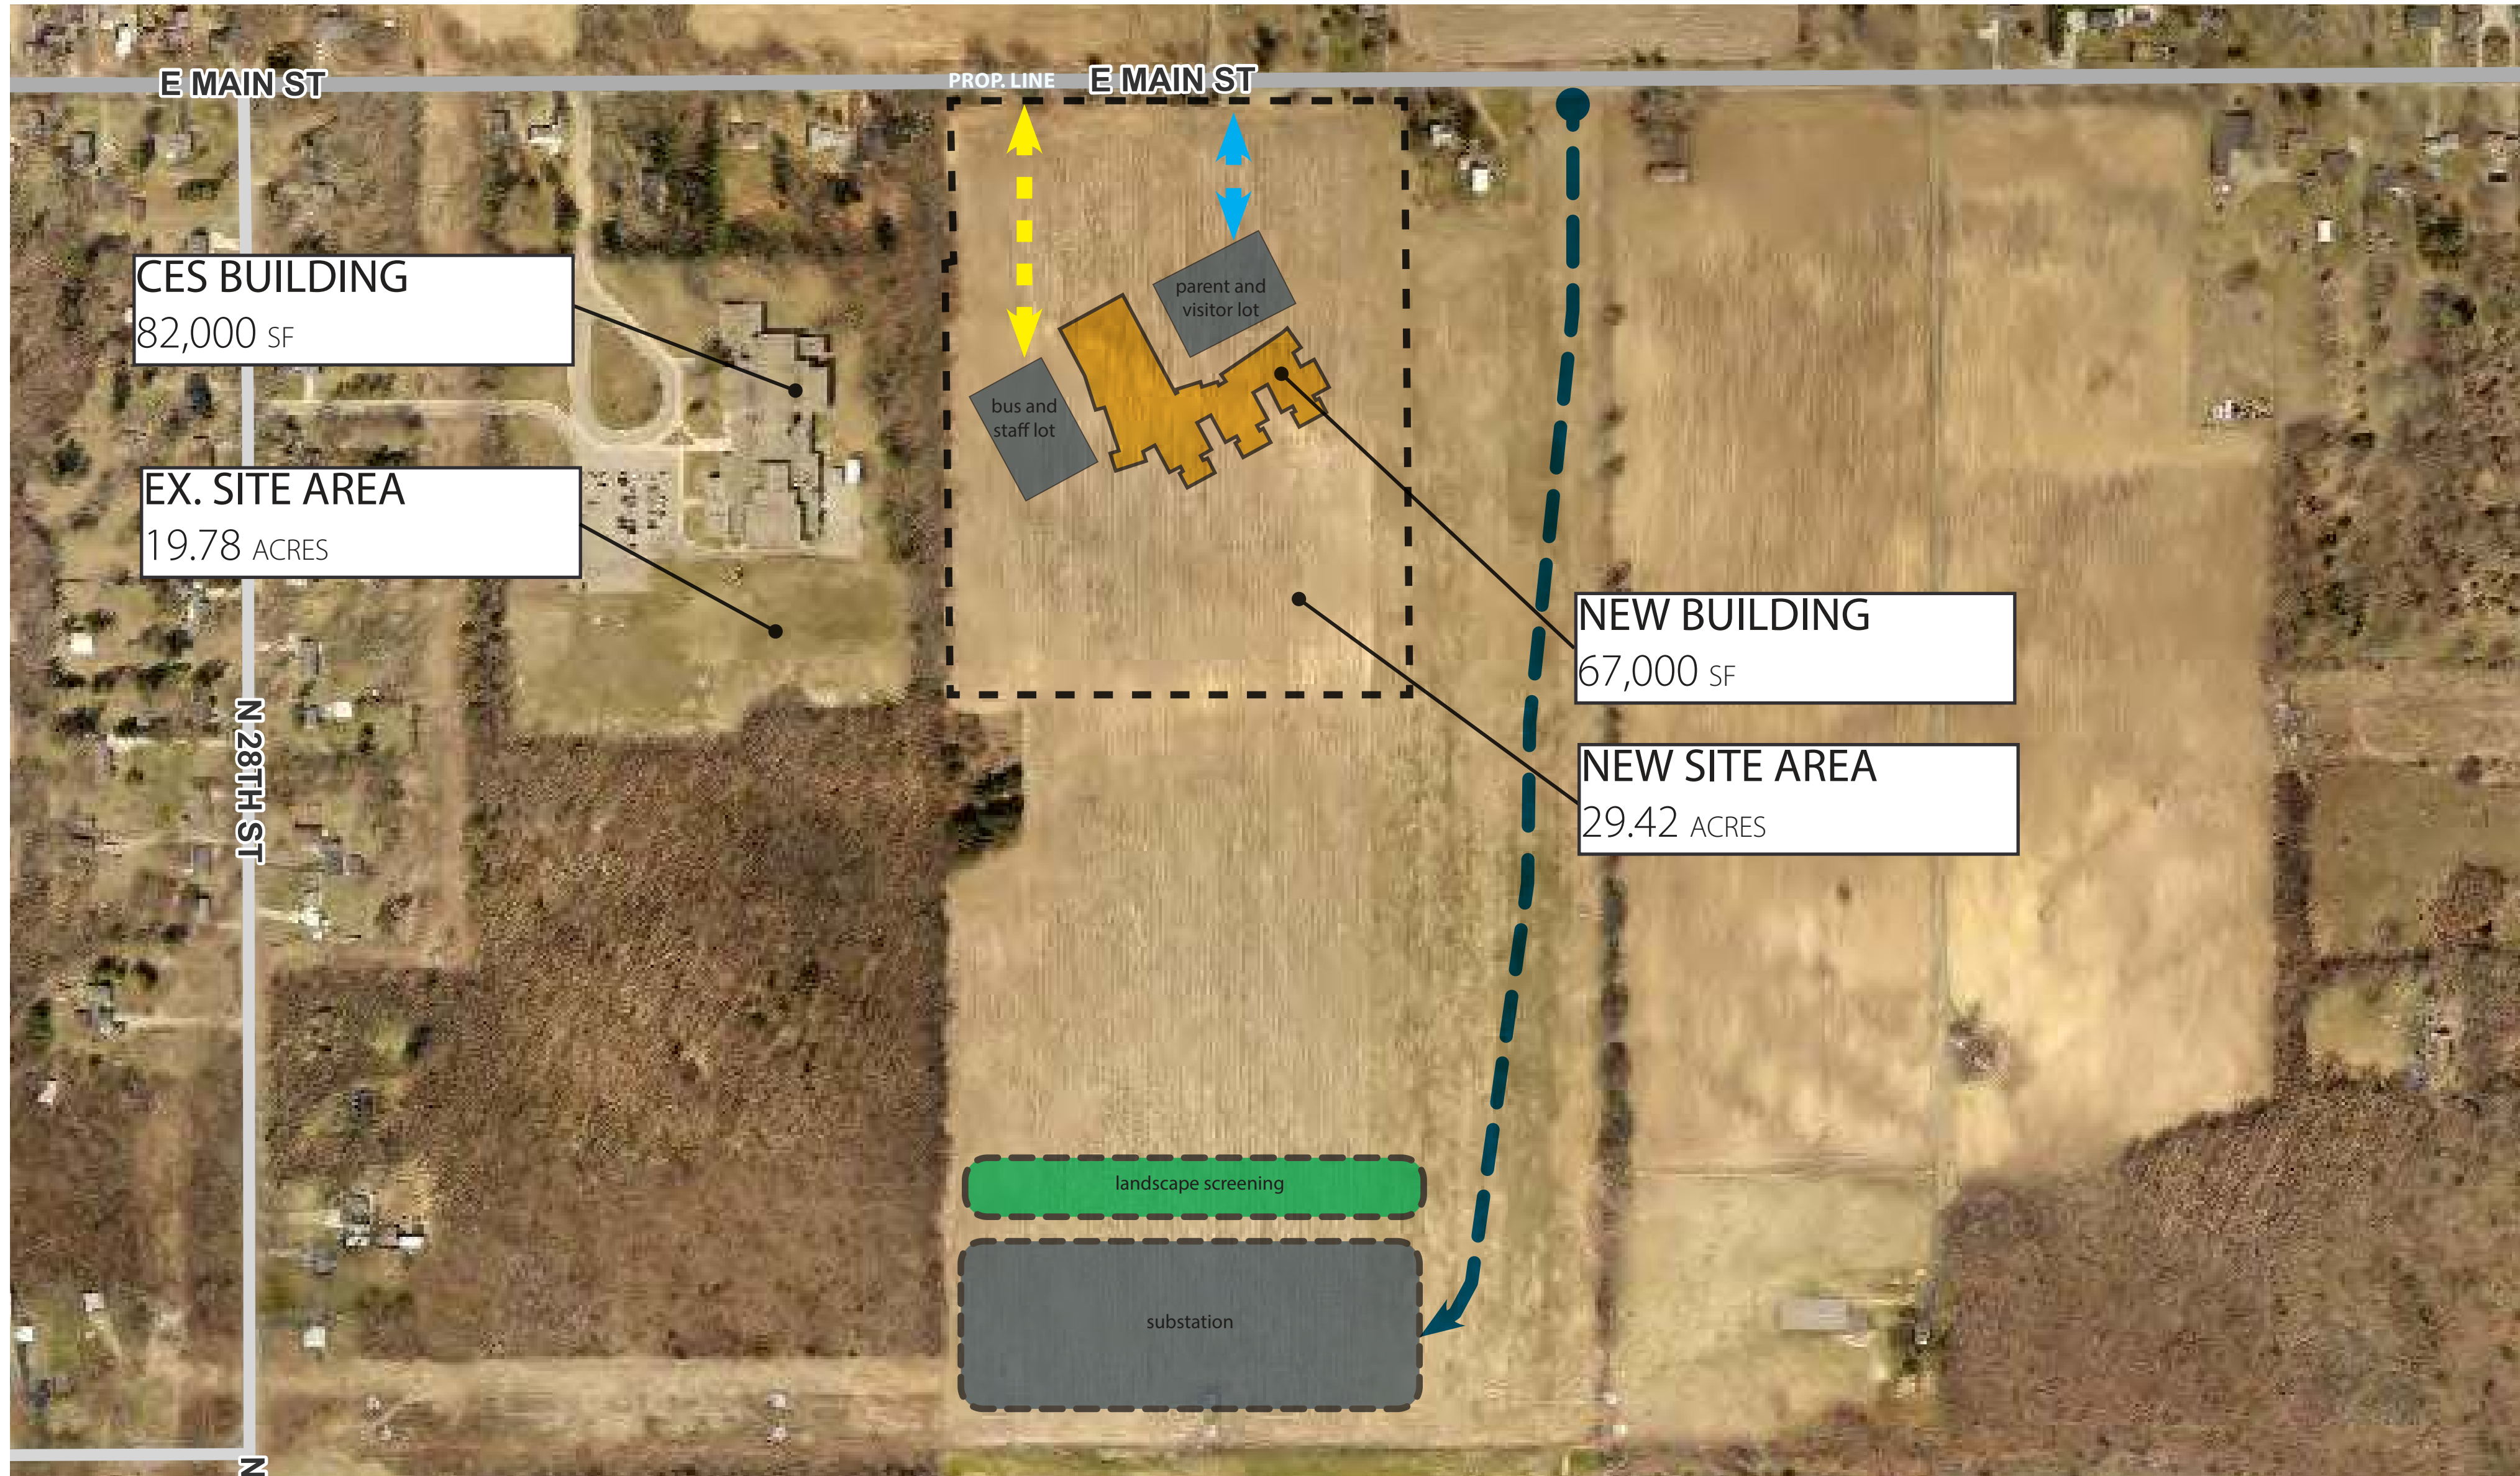 E MAIN ST
PROP. LINE
E MAIN ST
CES BUILDING
82,000 SF
parent and
visitor lot
bus and
staff lot
EX. SITE AREA
19.78 ACRES
NEW BUILDING
67,000 SF
N 28TH ST
NEW SITE AREA
29.42 ACRES
landscape screening
substation
N